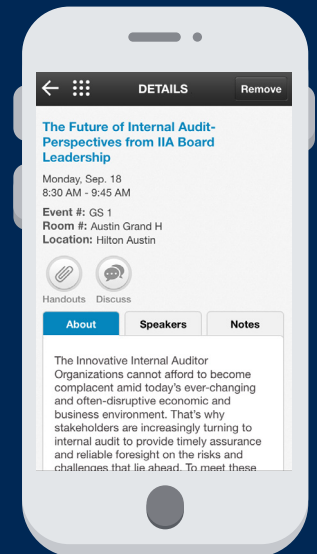 DETAILS
Remove
The Future of Internal Audit-
Perspectives from IIA Board
Leadership
Monday, Sep. 18
8:30 AM - 9:45 AM
Event #: GS 1
Room #: Austin Grand H
Location: Hilton Austin
Handouts Discuss
About Speakers Notes
The Innovative Internal Auditor
Organizations cannot afford to become
complacent amid today's ever-changing
and often-disruptive economic and
business environment. That's why
stakeholders are increasingly turning to
internal audit to provide timely assurance
and reliable foresight on the risks and
challenges that lie ahead. To meet these